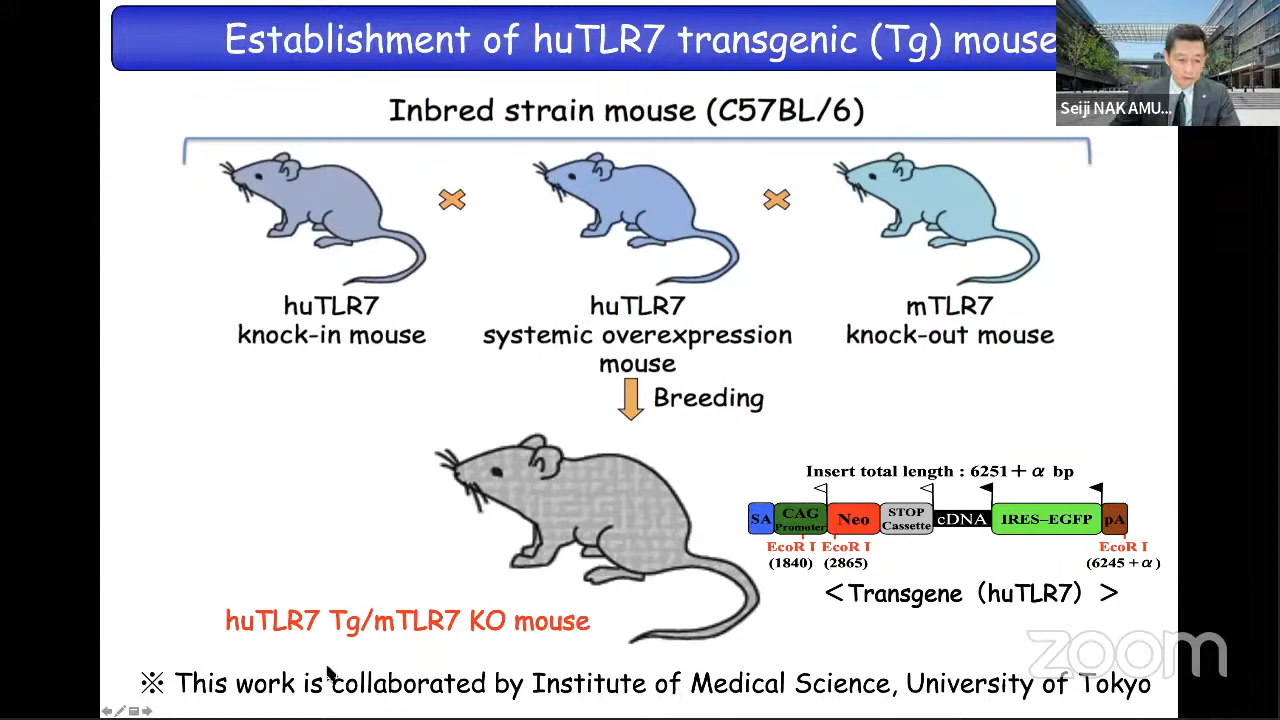 Establishment of huTLR7 transgenic (Tg) mouse
Seiji NAKAMU...
Inbred strain mouse (C57BL/6)
huTLR7
knock-in mouse
huTLR7
systemic overexpression
mouse
mTLR7
knock-out mouse
Breeding
Insert total length : 6251+α bp
SA
CAG
Promoter
Neo
STOP
Cassette
cDNA
IRES-EGFP
pA
EcoR I
(1840)
EcoR I
(2865)
EcoR I
(6245+α)
<Transgene (huTLR7) >
huTLR7 Tg/mTLR7 KO mouse
zoom
※ This work is collaborated by Institute of Medical Science, University of Tokyo